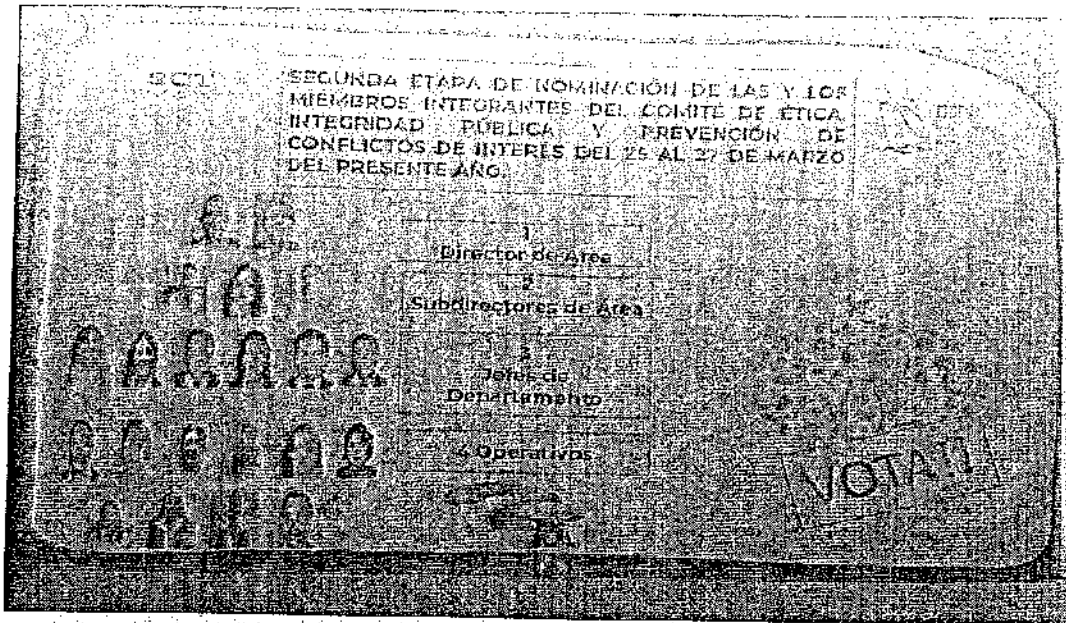 SCT
SEGUNDA ETAPA DE NOMINACIÓN DE LAS Y LOS
MIEMBROS INTEGRANTES DEL COMITÉ DE ÉTICA,
INTEGRIDAD PÚBLICA Y PREVENCIÓN DE
CONFLICTOS DE INTERÉS DEL 25 AL 27 DE MARZO
DEL PRESENTE AÑO.
1
Director de Área
2
Subdirectores de Área
3
Jefes de
Departamento
4 Operativos
VOTA!!